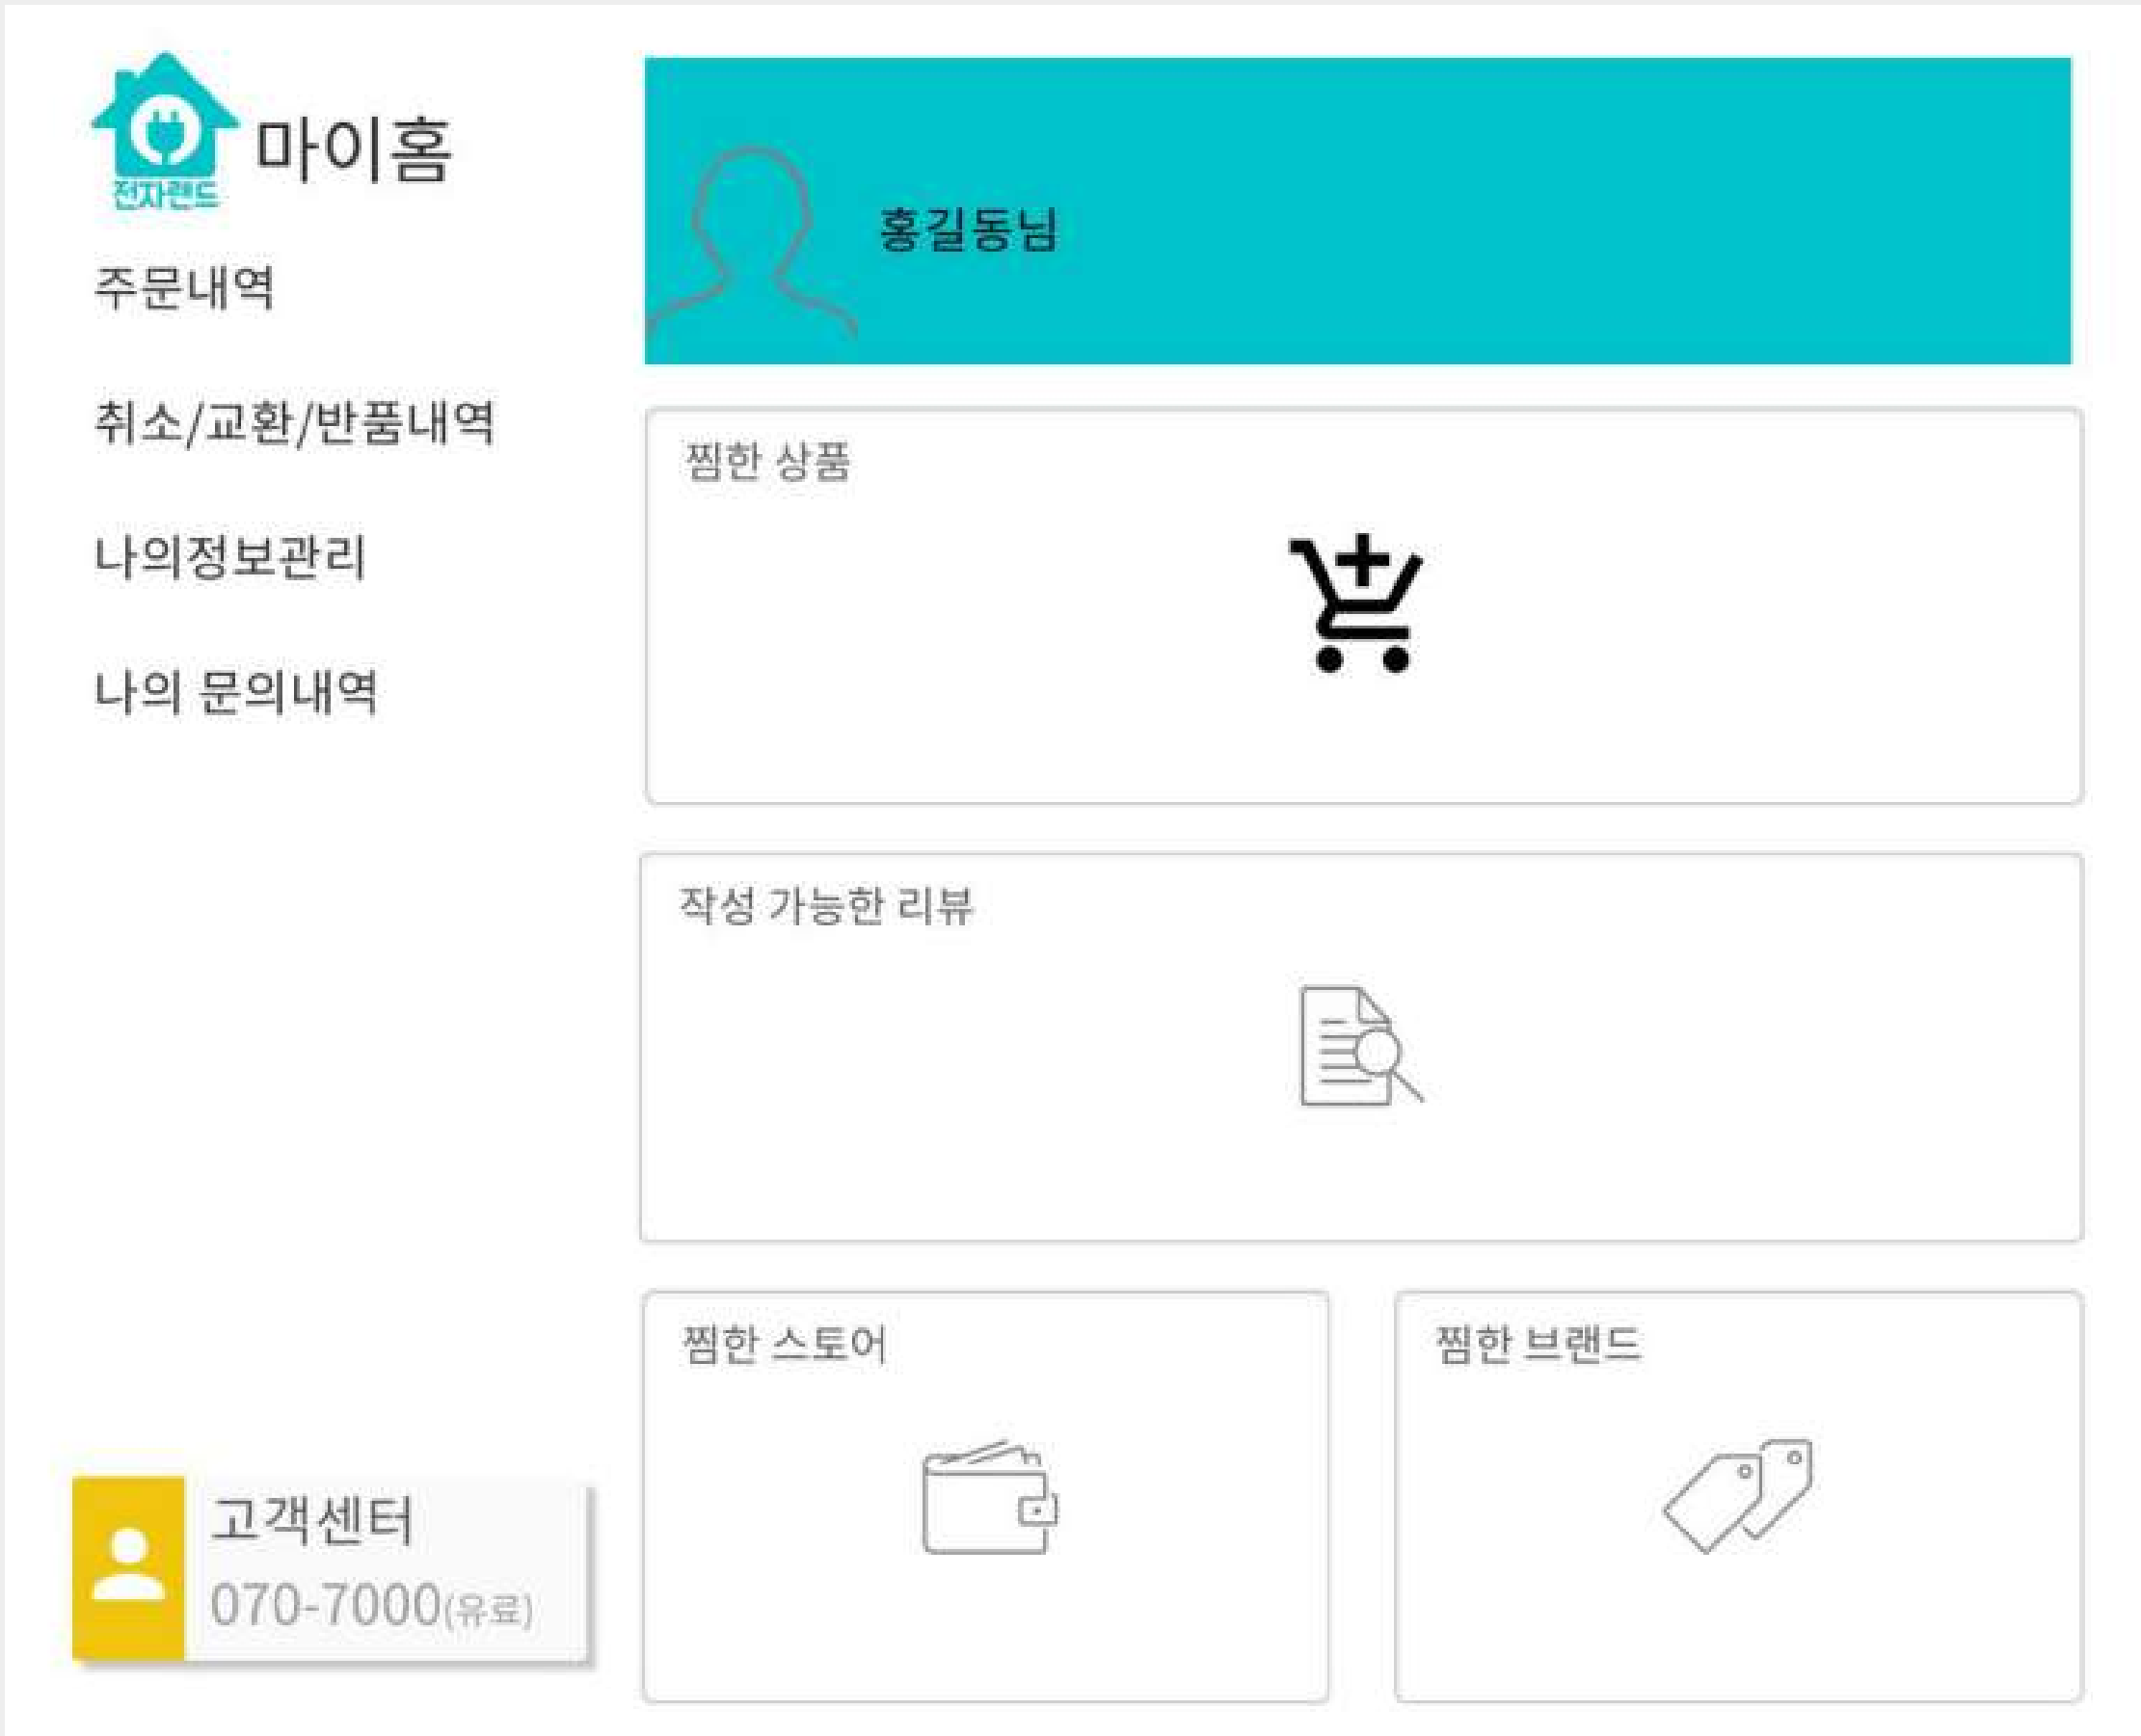 전자랜드
마이홈
주문내역
취소/교환/반품내역
나의정보관리
나의 문의내역
고객센터
070-7000(유료)
홍길동님
찜한 상품
작성 가능한 리뷰
찜한 스토어
찜한 브랜드